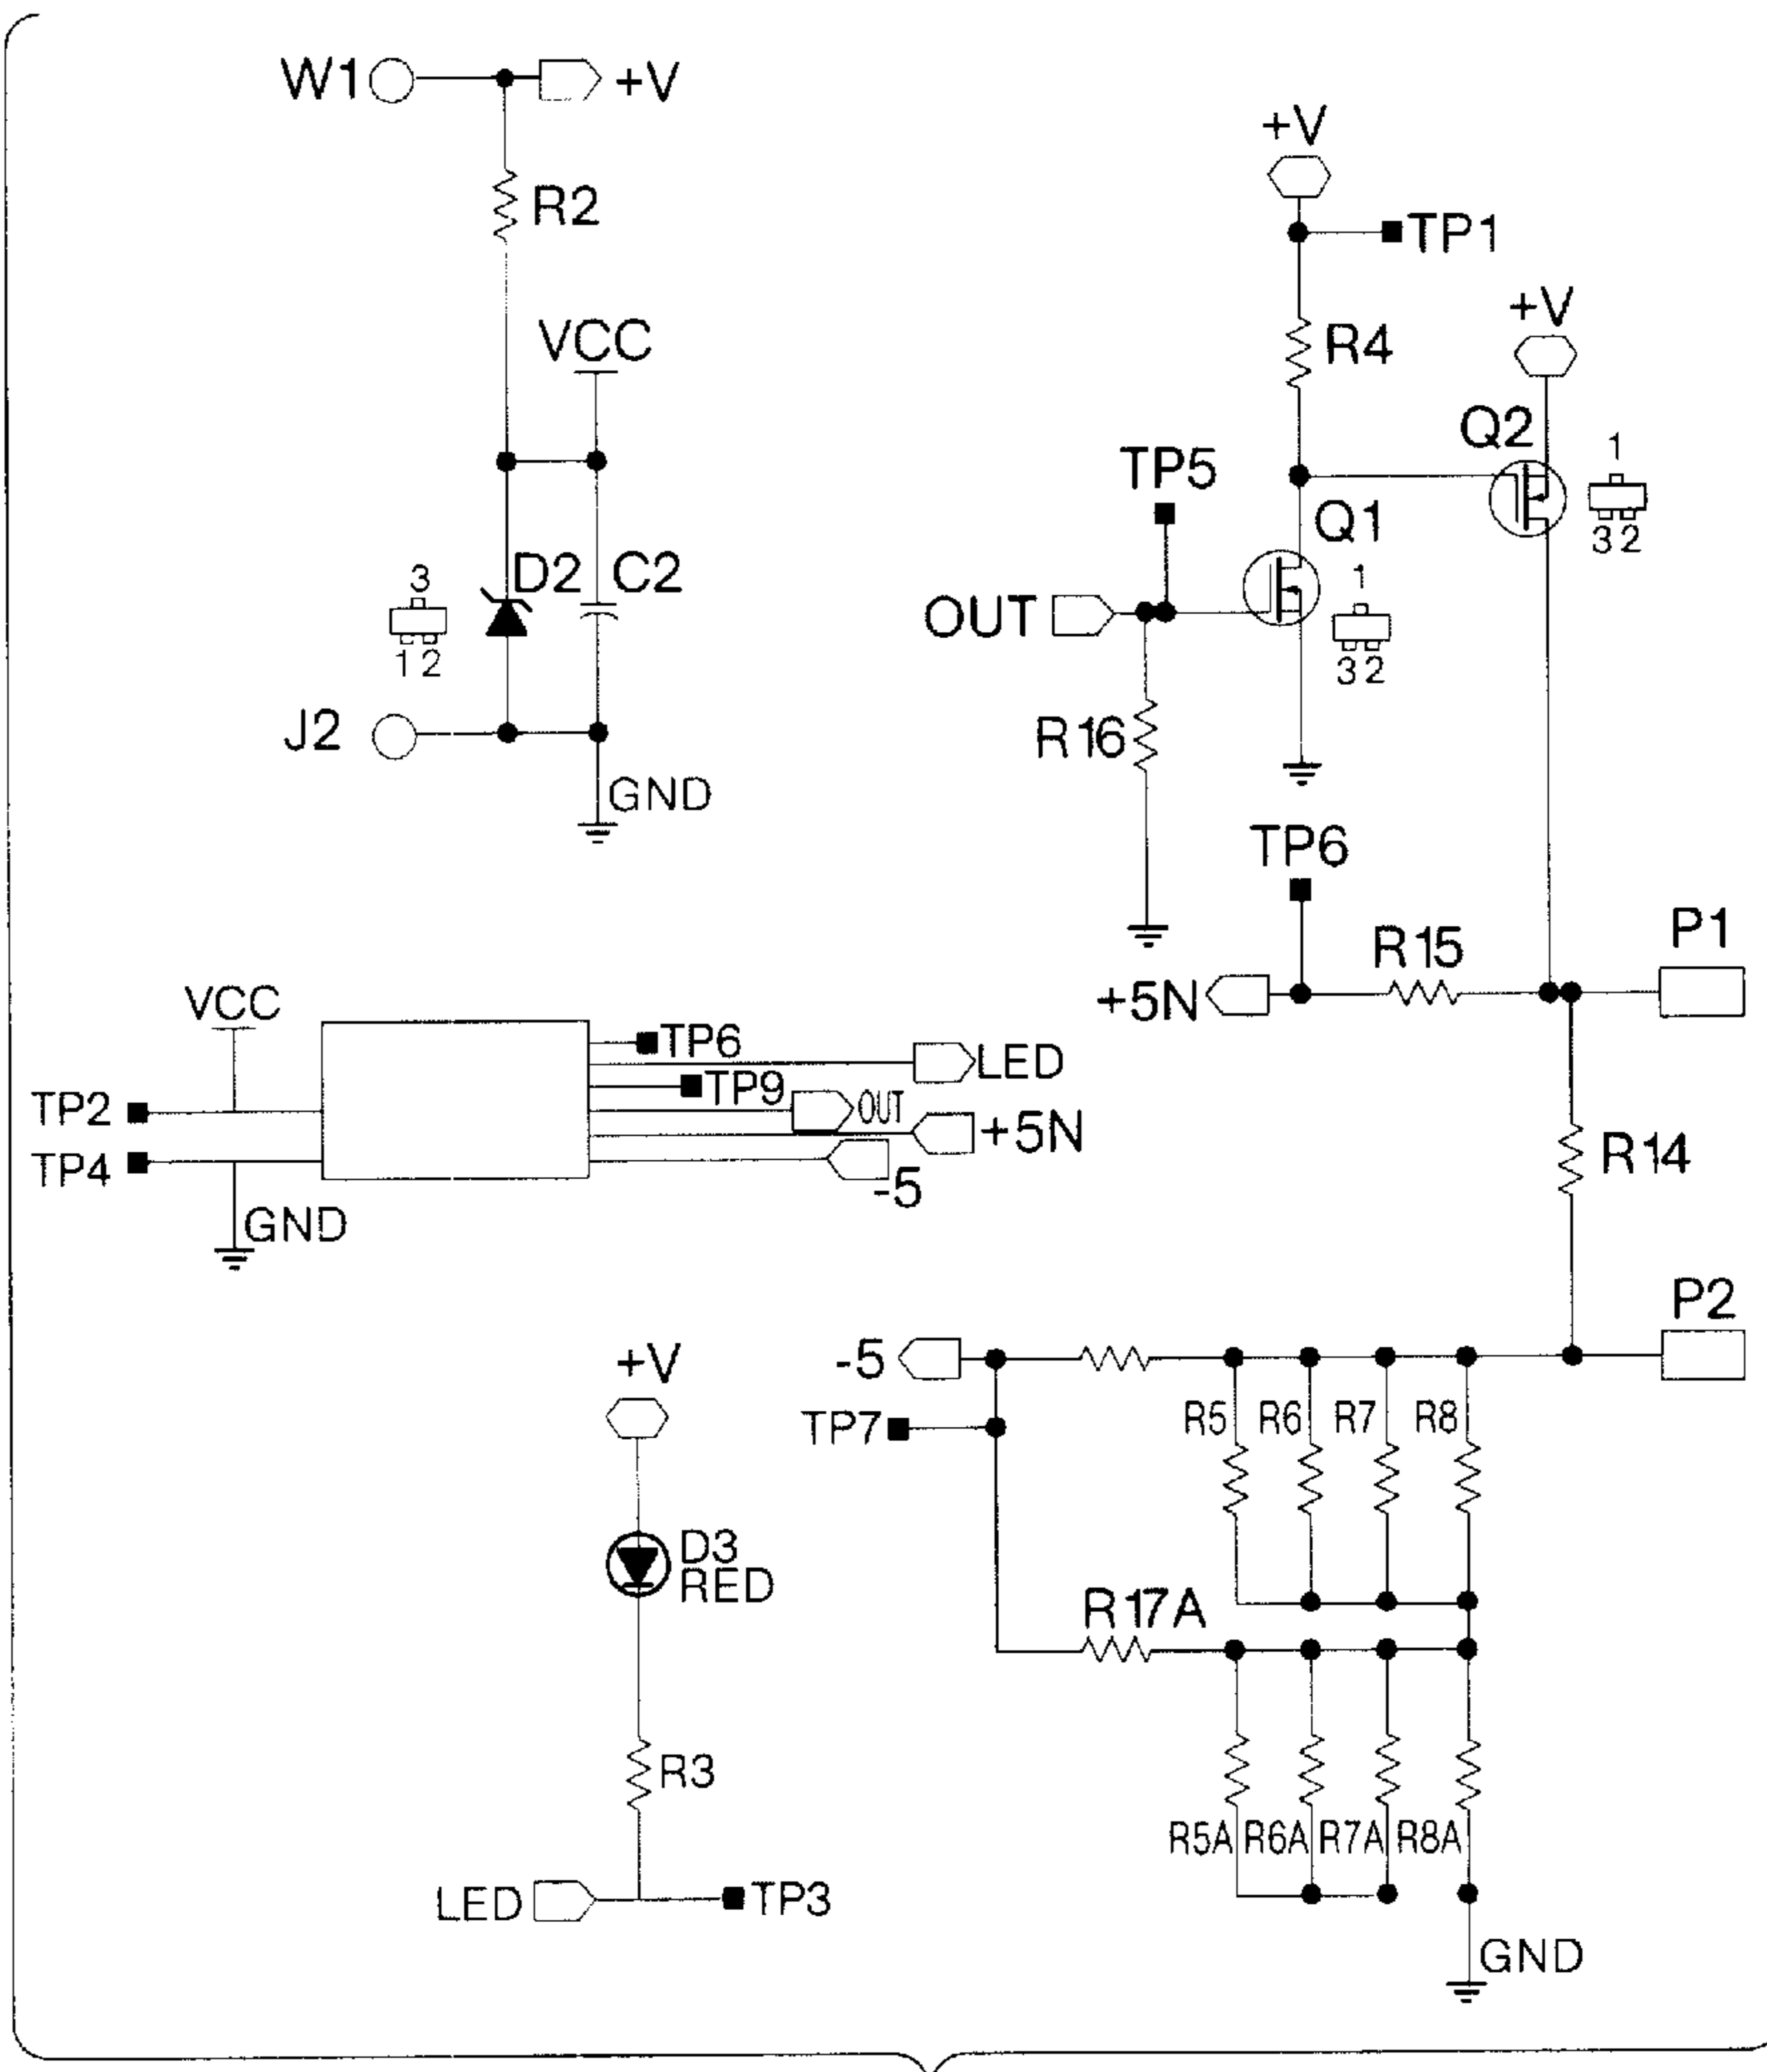 W1
+V
R2
VCC
D2
C2
3
12
J2
GND
+V
TP1
R4
+V
Q2
1
32
TP5
Q1
1
32
OUT
R16
TP6
R15
P1
+5N
R14
P2
VCC
TP2
TP4
GND
TP6
LED
TP9
OUT
+5N
-5
+V
D3
RED
R3
LED
TP3
-5
TP7
R5
R6
R7
R8
R17A
R5A
R6A
R7A
R8A
GND